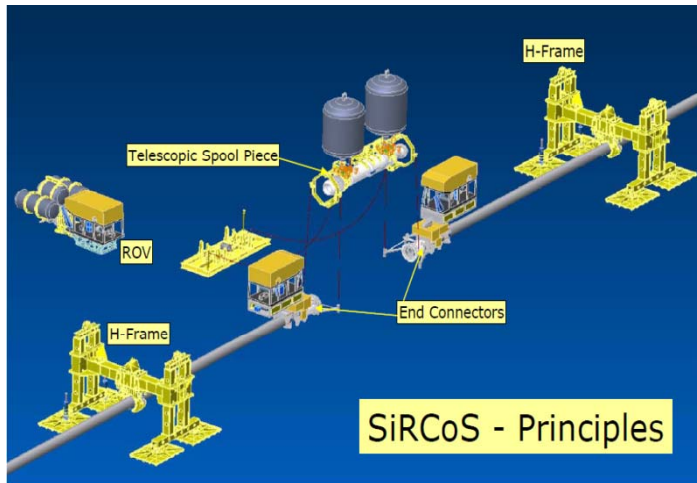 H-Frame
Telescopic Spool Piece
ROV
End Connectors
H-Frame
SiRCoS - Principles